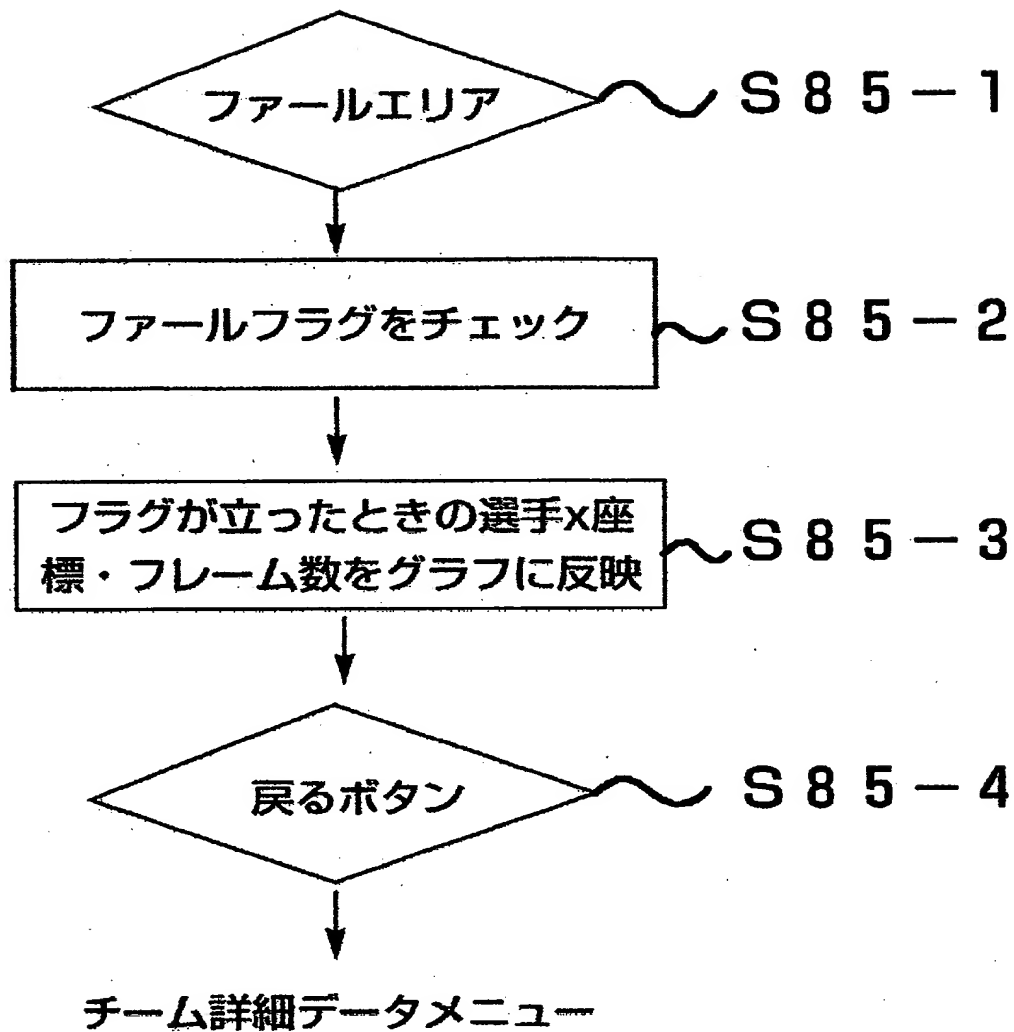 ファールエリア S85-1
ファールフラグをチェック S85-2
フラグが立ったときの選手x座 S85-3
標・フレーム数をグラフに反映
戻るボタン S85-4
チーム詳細データメニュー